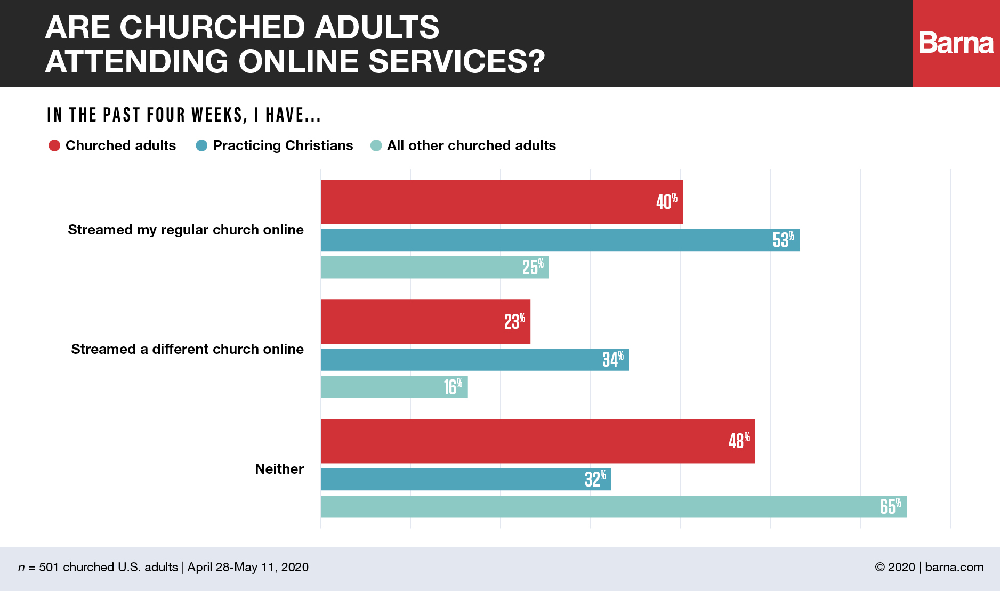 ARE CHURCHED ADULTS
ATTENDING ONLINE SERVICES?
Barna
IN THE PAST FOUR WEEKS, I HAVE...
Churched adults Practicing Christians All other churched adults
Streamed my regular church online
40%
53%
25%
Streamed a different church online
23%
34%
16%
Neither
48%
32%
65%
n = 501 churched U.S. adults | April 28-May 11, 2020
© 2020 | barna.com